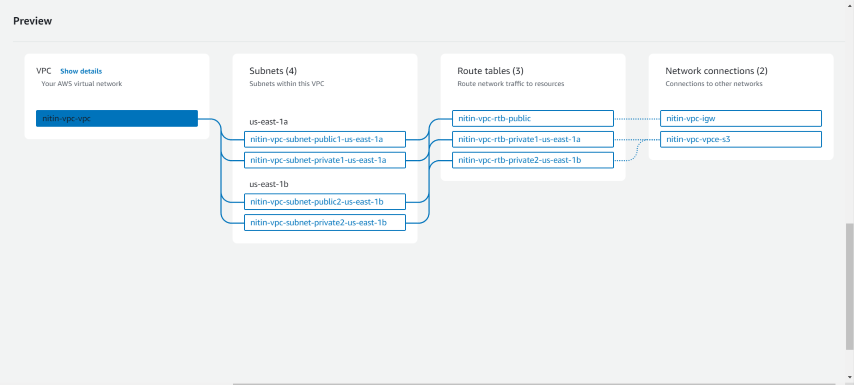 Preview
VPC Show details
Your AWS virtual network
nitin-vpc-vpc
Subnets (4)
Subnets within this VPC
us-east-1a
nitin-vpc-subnet-public1-us-east-1a
nitin-vpc-subnet-private1-us-east-1a
us-east-1b
nitin-vpc-subnet-public2-us-east-1b
nitin-vpc-subnet-private2-us-east-1b
Route tables (3)
Route network traffic to resources
nitin-vpc-rtb-public
nitin-vpc-rtb-private1-us-east-1a
nitin-vpc-rtb-private2-us-east-1b
Network connections (2)
Connections to other networks
nitin-vpc-igw
nitin-vpc-vpce-s3